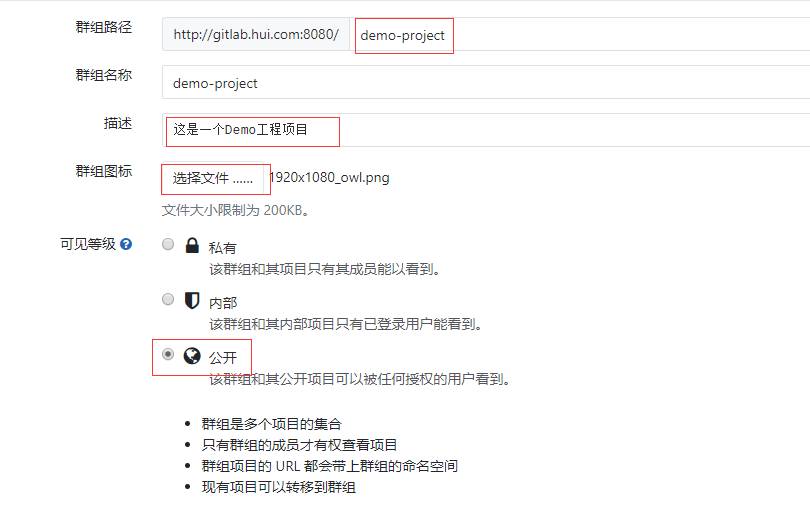 群组路径 http://gitlab.hui.com:8080/ demo-project
群组名称 demo-project
描述 这是一个Demo工程项目
群组图标 选择文件 ...... 1920x1080_owl.png
文件大小限制为 200KB。
可见等级 ? 私有
该群组和其项目只有其成员能以看到。
内部
该群组和其内部项目只有已登录用户能看到。
公开
该群组和其公开项目可以被任何授权的用户看到。
• 群组是多个项目的集合
• 只有群组的成员才有权查看项目
• 群组项目的 URL 都会带上群组的命名空间
• 现有项目可以转移到群组